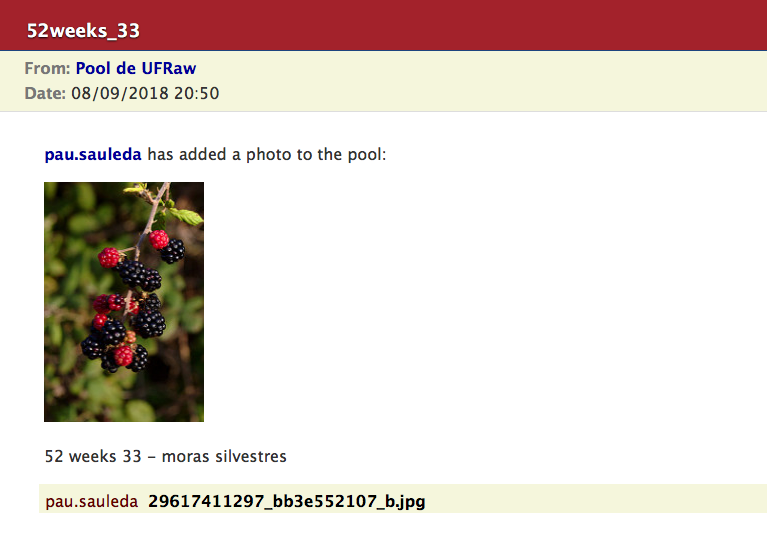 52weeks_33
From: Pool de UFRaw
Date: 08/09/2018 20:50
pau.sauleda has added a photo to the pool:
52 weeks 33 – moras silvestres
pau.sauleda 29617411297_bb3e552107_b.jpg